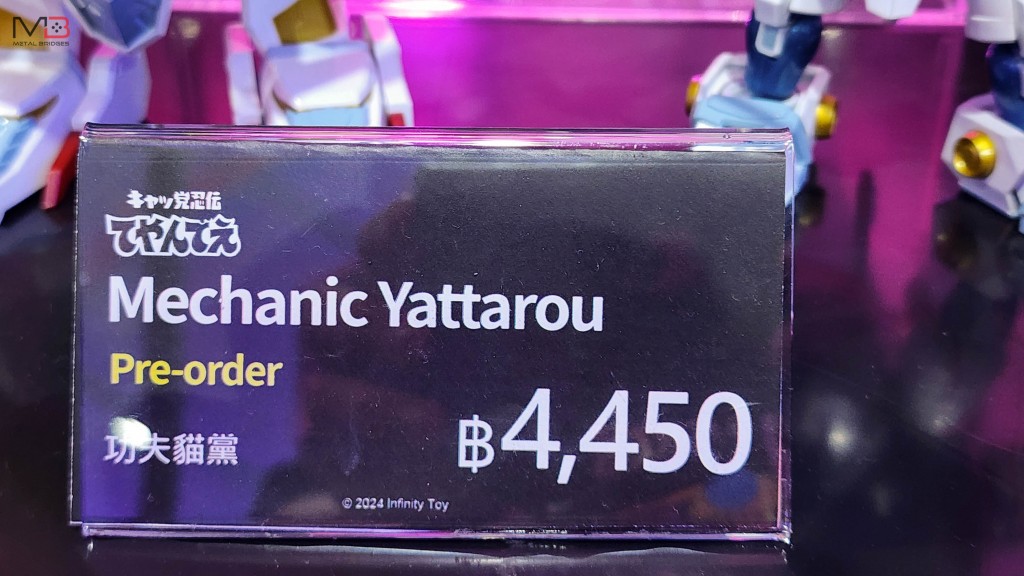 MB
METAL BRIDGES
キャッ党忍伝
てやんてえ
Mechanic Yattarou
Pre-order
฿4,450
功夫貓黨
© 2024 Infinity Toy